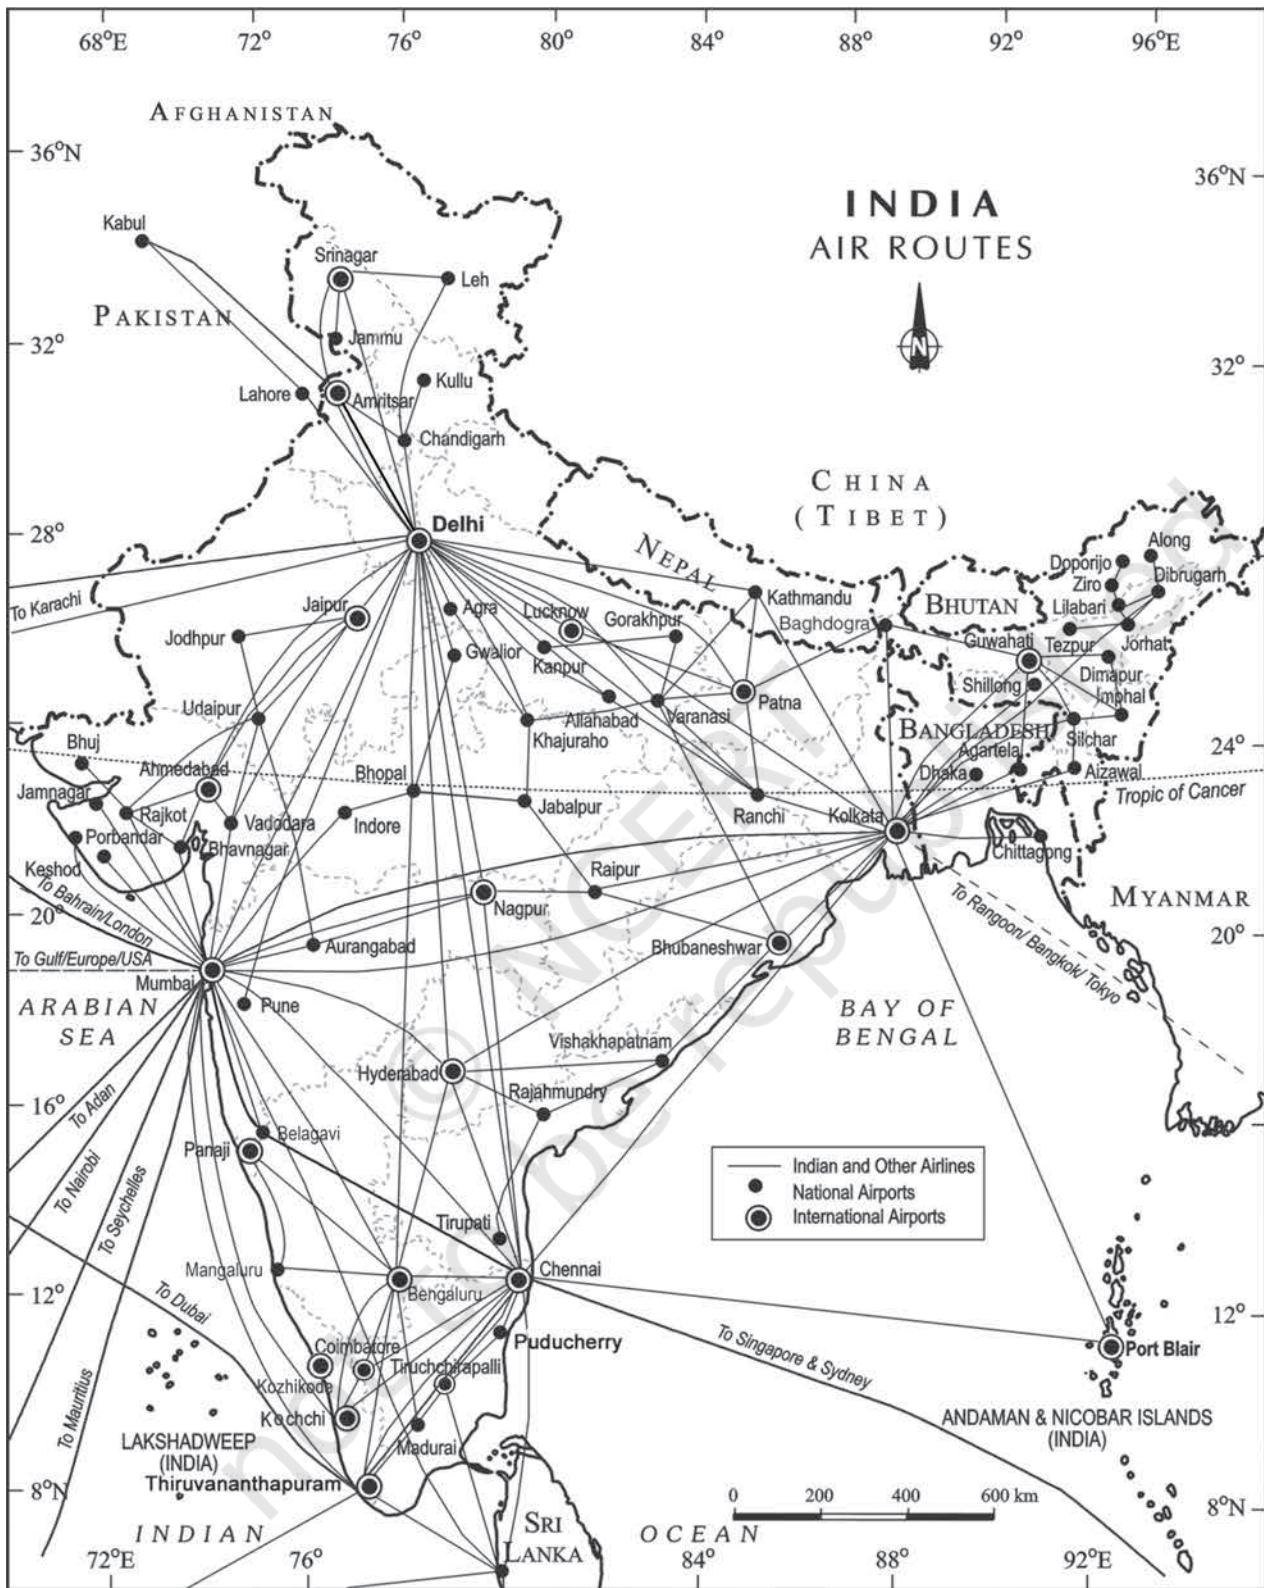 68°E 72° 76° 80° 84° 88° 92° 96°E
AFGHANISTAN
36°N
36°N
INDIA
AIR ROUTES
Kabul
Srinagar
Leh
PAKISTAN
Jammu
N
32°
32°
Kullu
Lahore
Amritsar
Chandigarh
CHINA
(TIBET)
28°
28°
Delhi
NEPAL
Along
Doporijo
Dibrugarh
Ziro
Lilabari
To Karachi
Jaipur
Agra
Lucknow
Gorakhpur
Kathmandu
Baghdogra
BHUTAN
Guwahati
Tezpur
Jorhat
Jodhpur
Gwalior
Kanpur
Dimapur
Shillong
Imphal
Udaipur
Allahabad
Varanasi
Patna
Khajuraho
BANGLADESH
Silchar
24°
Bhuj
Ahmedabad
Bhopal
Agartela
Dhaka
Aizawal
Jamnagar
Rajkot
Vadodara
Indore
Jabalpur
Ranchi
Kolkata
Tropic of Cancer
Porbandar
Bhavnagar
Chittagong
Keshod
Raipur
To Bahrain/London
Nagpur
MYANMAR
20°
20°
To Gulf/Europe/USA
Aurangabad
Bhubaneshwar
To Rangoon/ Bangkok/ Tokyo
Mumbai
ARABIAN
SEA
Pune
BAY OF
BENGAL
Vishakhapatnam
Hyderabad
Rajahmundry
16°
16°
To Adan
Belagavi
Panaji
To Nairobi
To Seychelles
Indian and Other Airlines
National Airports
International Airports
Tirupati
Mangaluru
Bengaluru
Chennai
12°
12°
To Dubai
Puducherry
To Singapore & Sydney
Port Blair
Coimbatore
Tiruchchirapalli
Kozhikode
To Mauritius
Kochchi
Madurai
ANDAMAN & NICOBAR ISLANDS
(INDIA)
LAKSHADWEEP
(INDIA)
Thiruvananthapuram
8°N
8°N
0 200 400 600 km
INDIAN
OCEAN
SRI
LANKA
72°E 76° 84° 88° 92°E
© NCERT
not to be republished